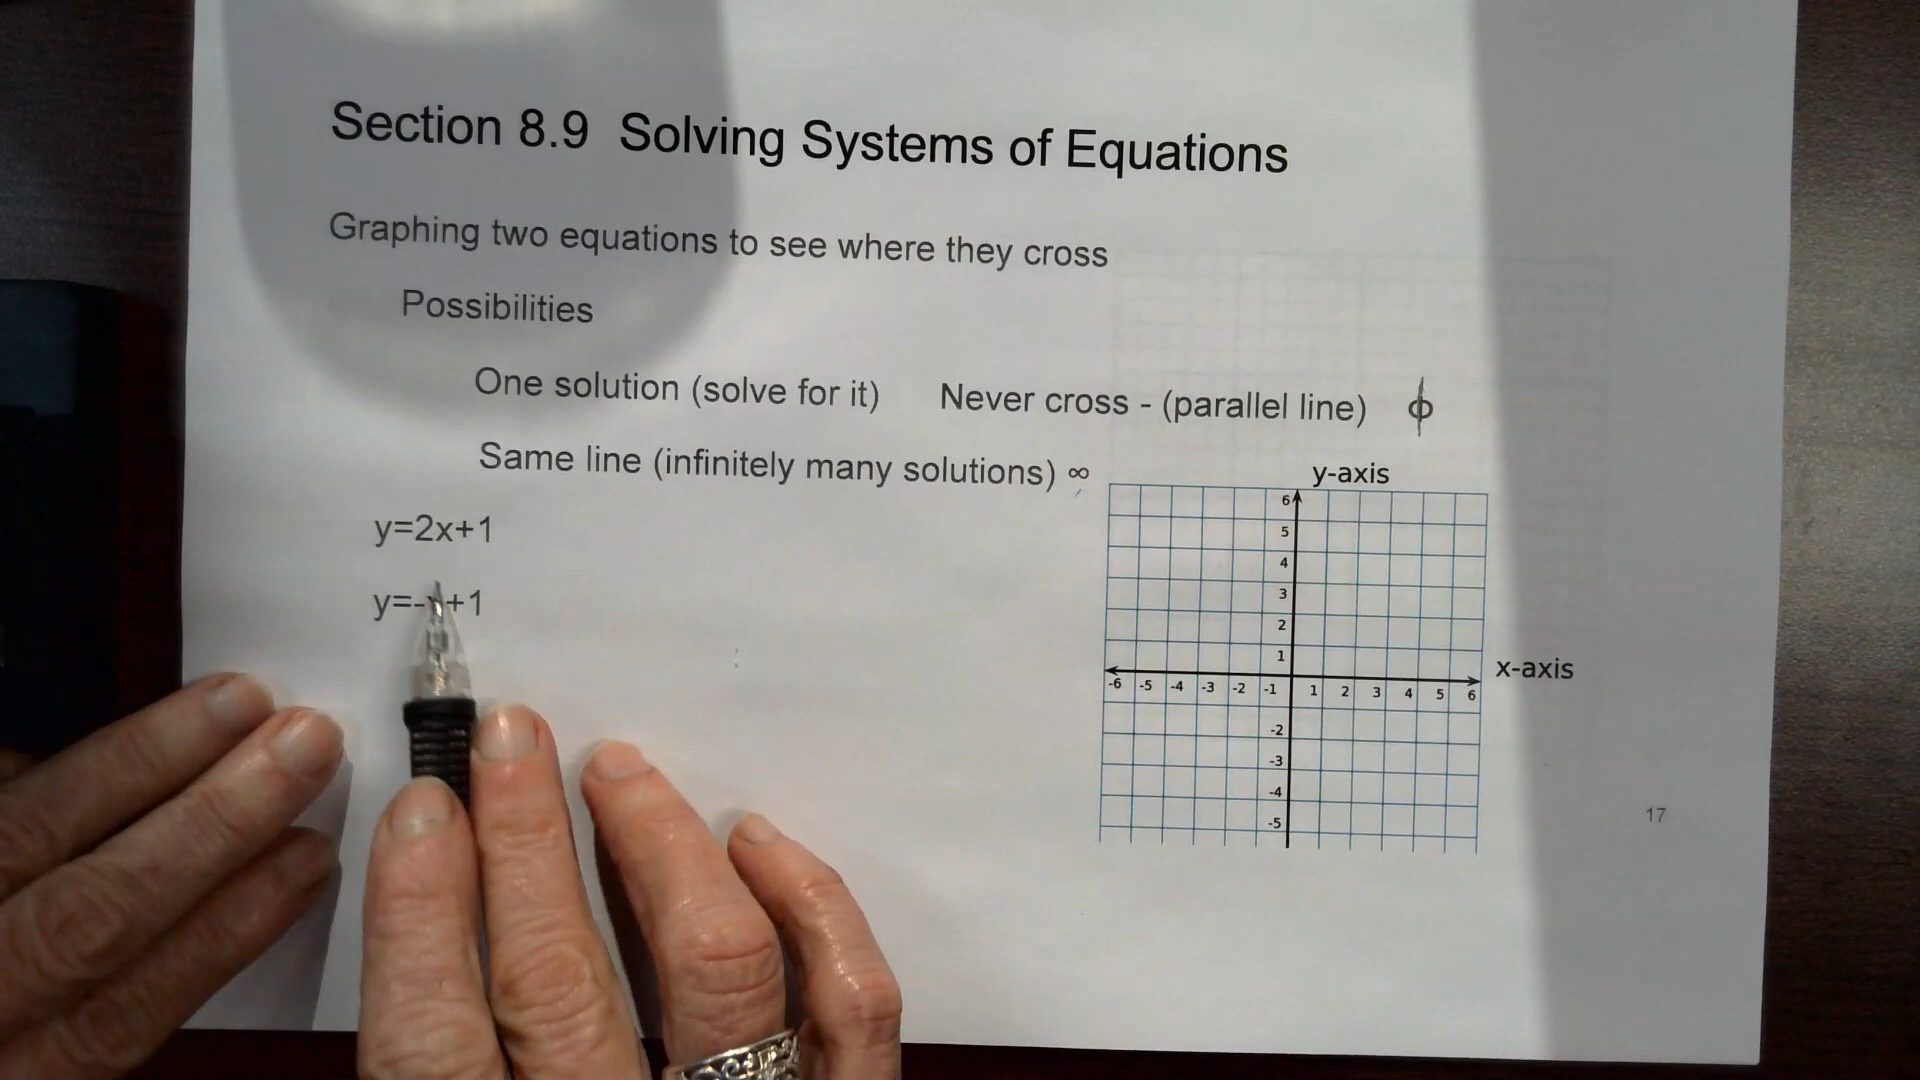 Section 8.9 Solving Systems of Equations
Graphing two equations to see where they cross
Possibilities
One solution (solve for it) Never cross - (parallel line) ϕ
Same line (infinitely many solutions) ∞
y=2x+1
y=-x+1
y-axis
6
5
4
3
2
1
x-axis
-6 -5 -4 -3 -2 -1 1 2 3 4 5 6
-2
-3
-4
-5
17